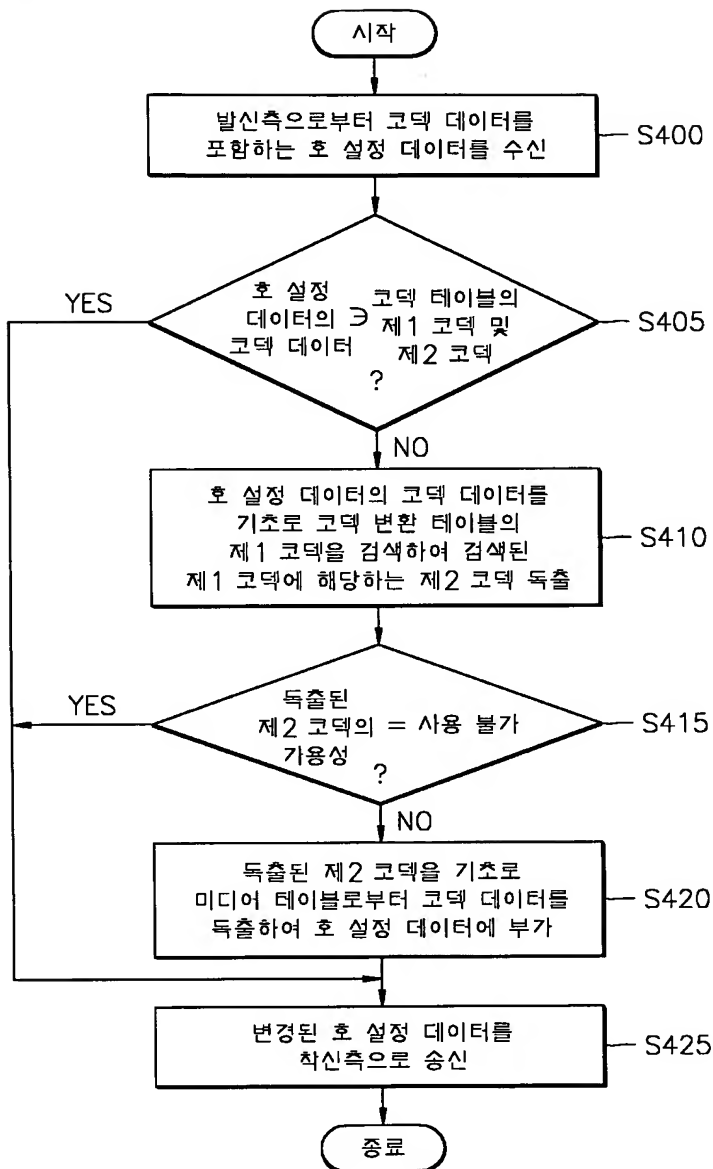 시작
발신측으로부터 코덱 데이터를
포함하는 호 설정 데이터를 수신
S400
호 설정
데이터의
코덱 데이터
∋
코덱 테이블의
제1 코덱 및
제2 코덱
?
S405
YES
NO
호 설정 데이터의 코덱 데이터를
기초로 코덱 변환 테이블의
제1 코덱을 검색하여 검색된
제1 코덱에 해당하는 제2 코덱 독출
S410
독출된
제2 코덱의 = 사용 불가
가용성
?
S415
YES
NO
독출된 제2 코덱을 기초로
미디어 테이블로부터 코덱 데이터를
독출하여 호 설정 데이터에 부가
S420
변경된 호 설정 데이터를
착신측으로 송신
S425
종료